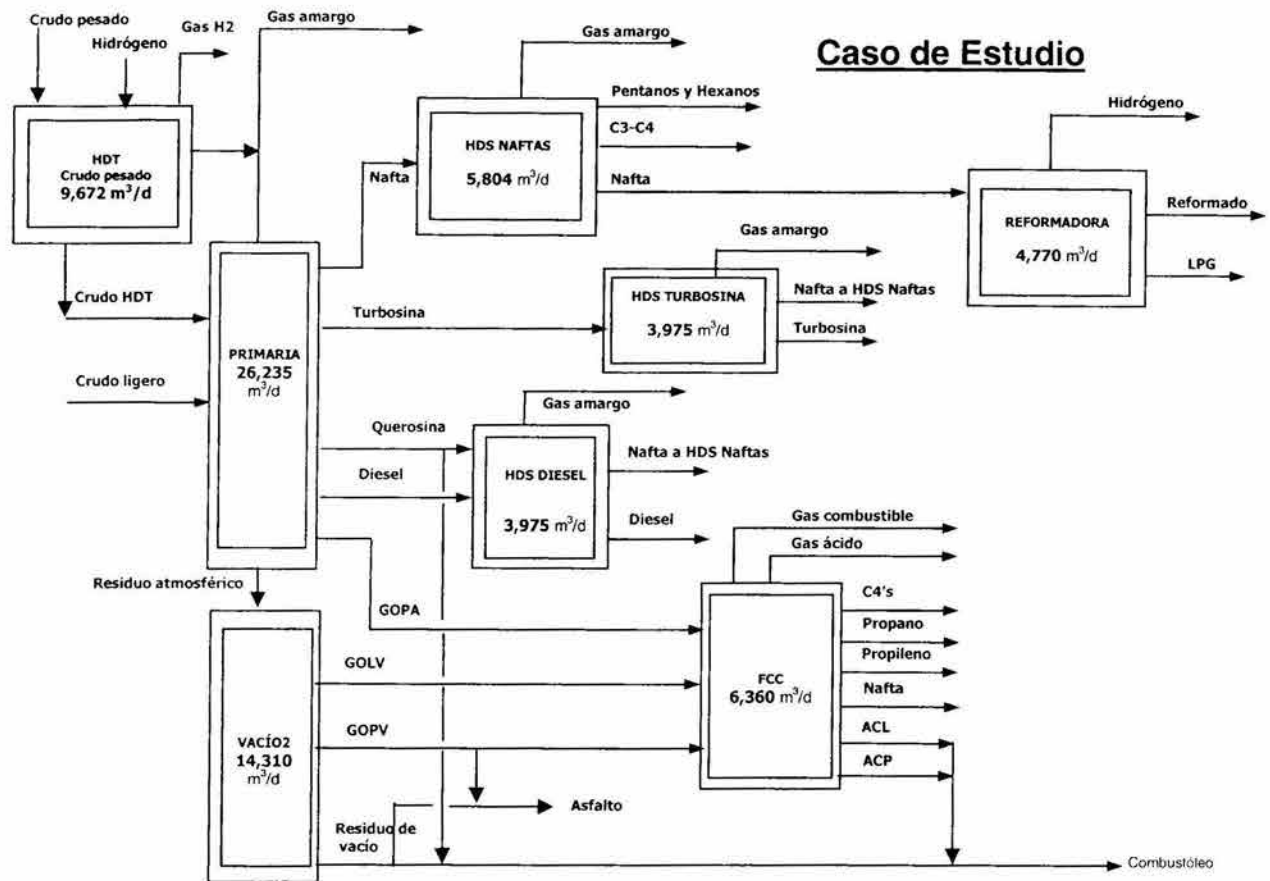 Caso de Estudio
Crudo pesado
Hidrógeno
Gas H2
Gas amargo
HDT
Crudo pesado
9,672 m³/d
Gas amargo
Pentanos y Hexanos
C3-C4
HDS NAFTAS
5,804 m³/d
Nafta
Nafta
Hidrógeno
REFORMADORA
4,770 m³/d
Reformado
LPG
Crudo HDT
Crudo ligero
PRIMARIA
26,235
m³/d
Turbosina
Gas amargo
HDS TURBOSINA
3,975 m³/d
Nafta a HDS Naftas
Turbosina
Querosina
Diesel
Gas amargo
HDS DIESEL
3,975 m³/d
Nafta a HDS Naftas
Diesel
Residuo atmosférico
GOPA
GOLV
GOPV
VACÍO2
14,310
m³/d
Gas combustible
Gas ácido
FCC
6,360 m³/d
C4's
Propano
Propileno
Nafta
ACL
ACP
Asfalto
Residuo de
vacío
Combustóleo